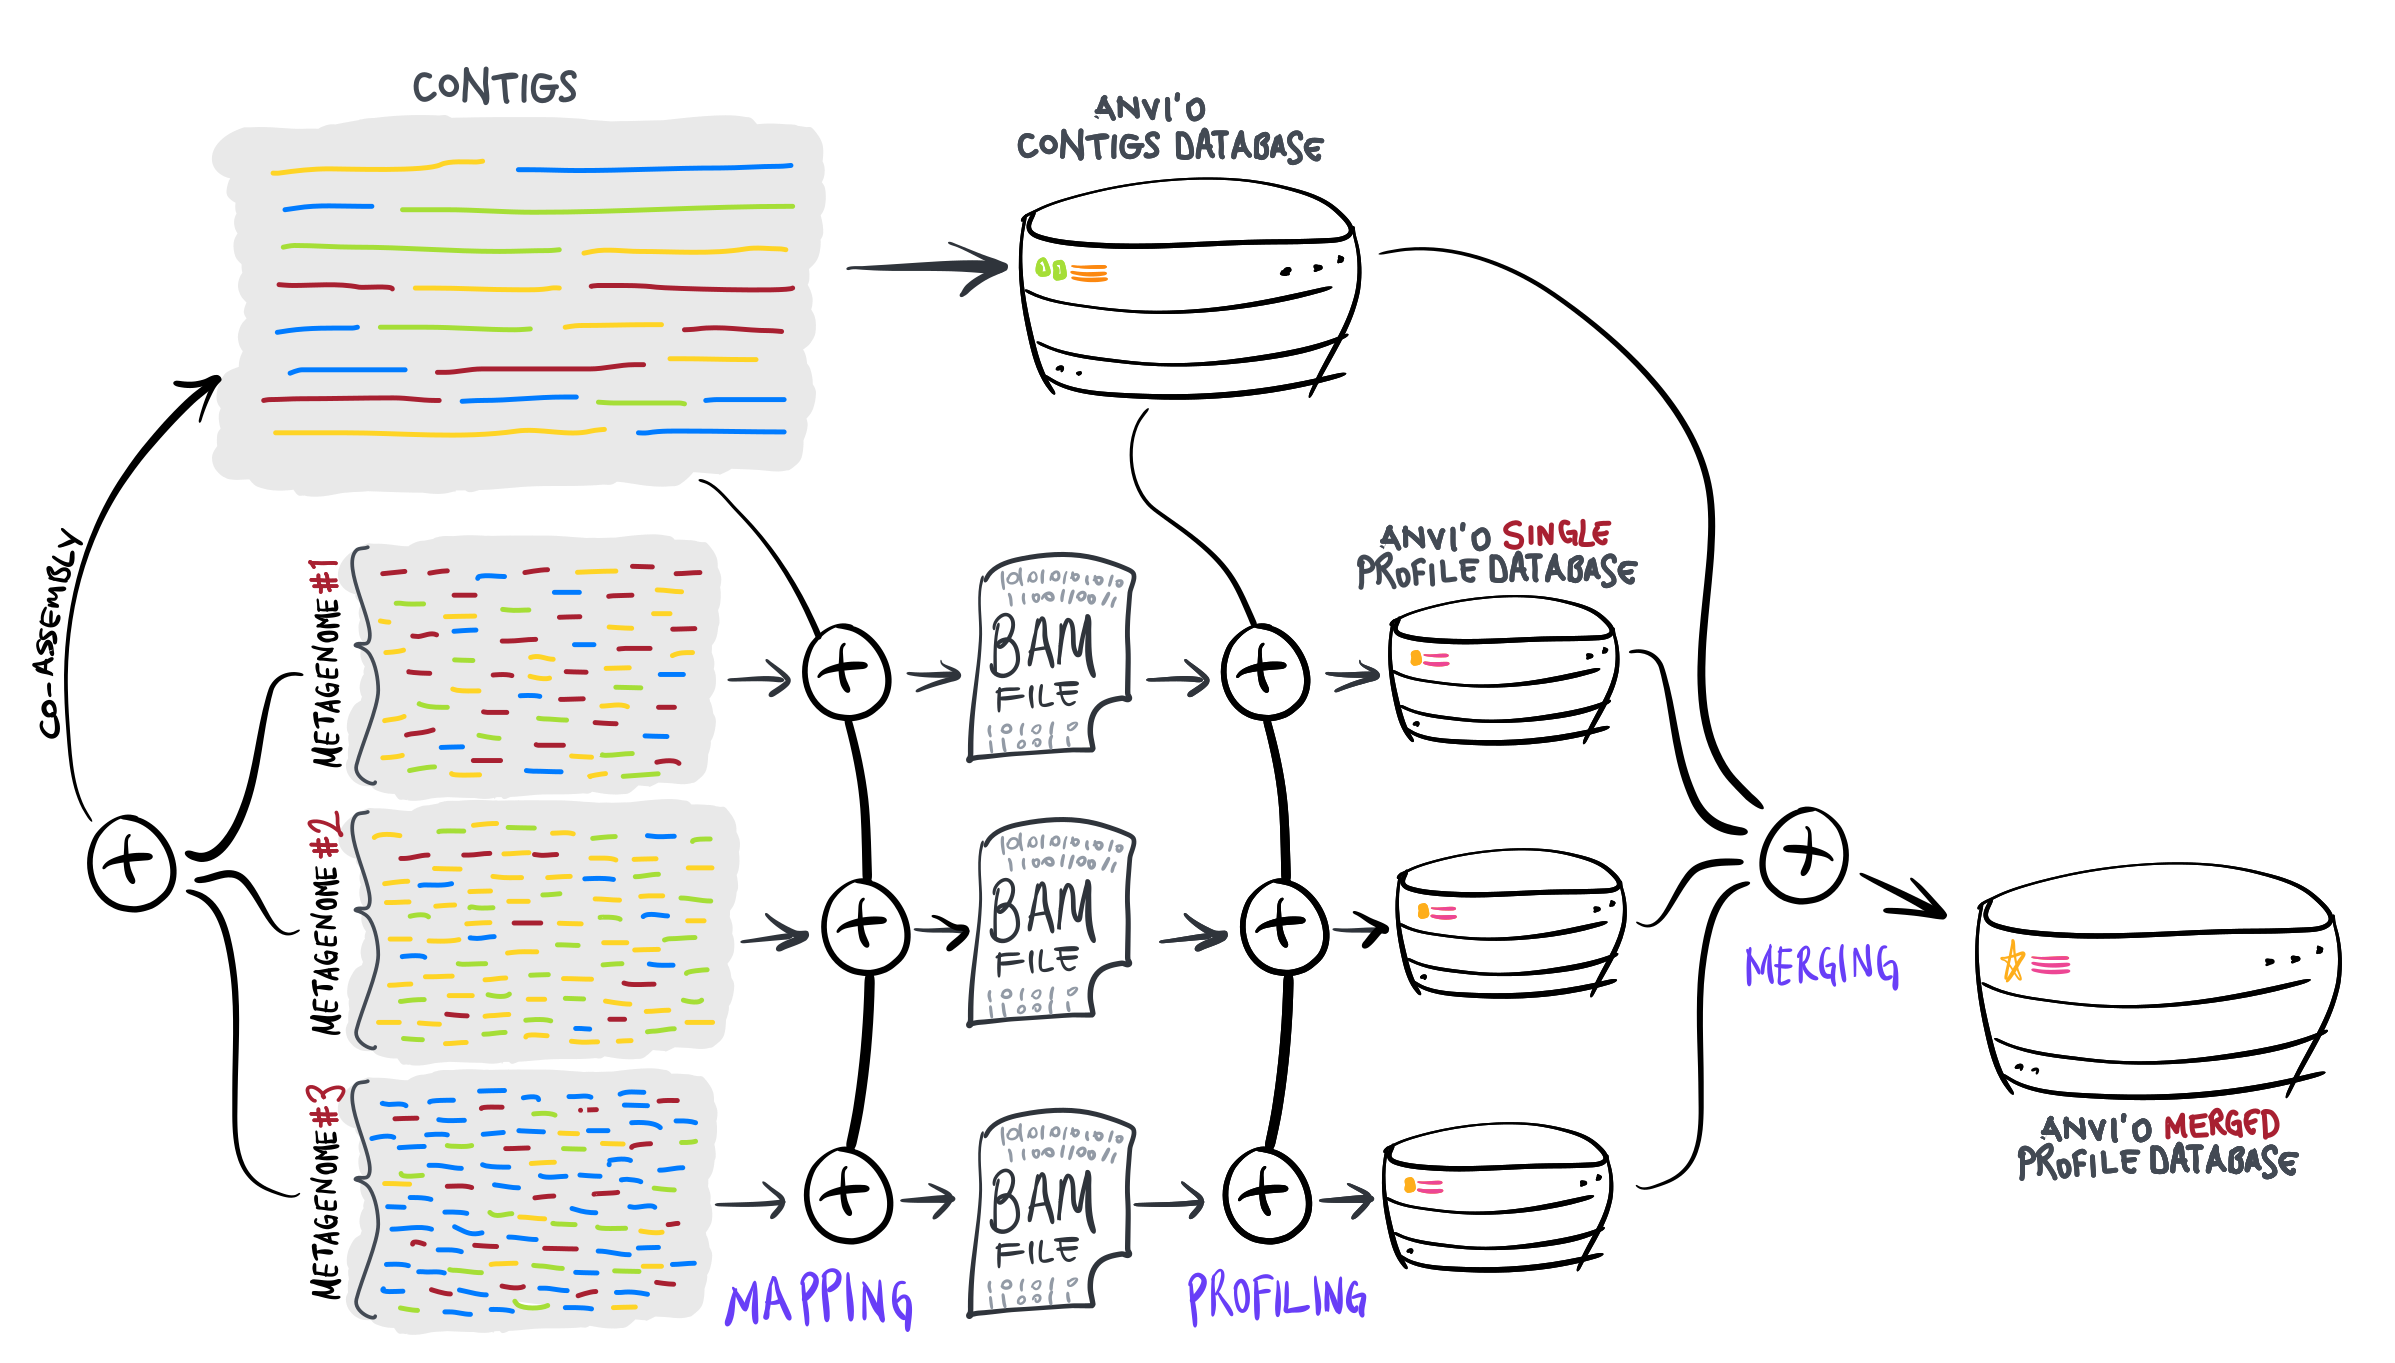 CONTIGS
ANVI'O
CONTIGS DATABASE
CO-ASSEMBLY
METAGENOME #1
METAGENOME #2
METAGENOME #3
BAM
FILE
BAM
FILE
BAM
FILE
ANVI'O SINGLE
PROFILE DATABASE
MAPPING
PROFILING
MERGING
ANVI'O MERGED
PROFILE DATABASE